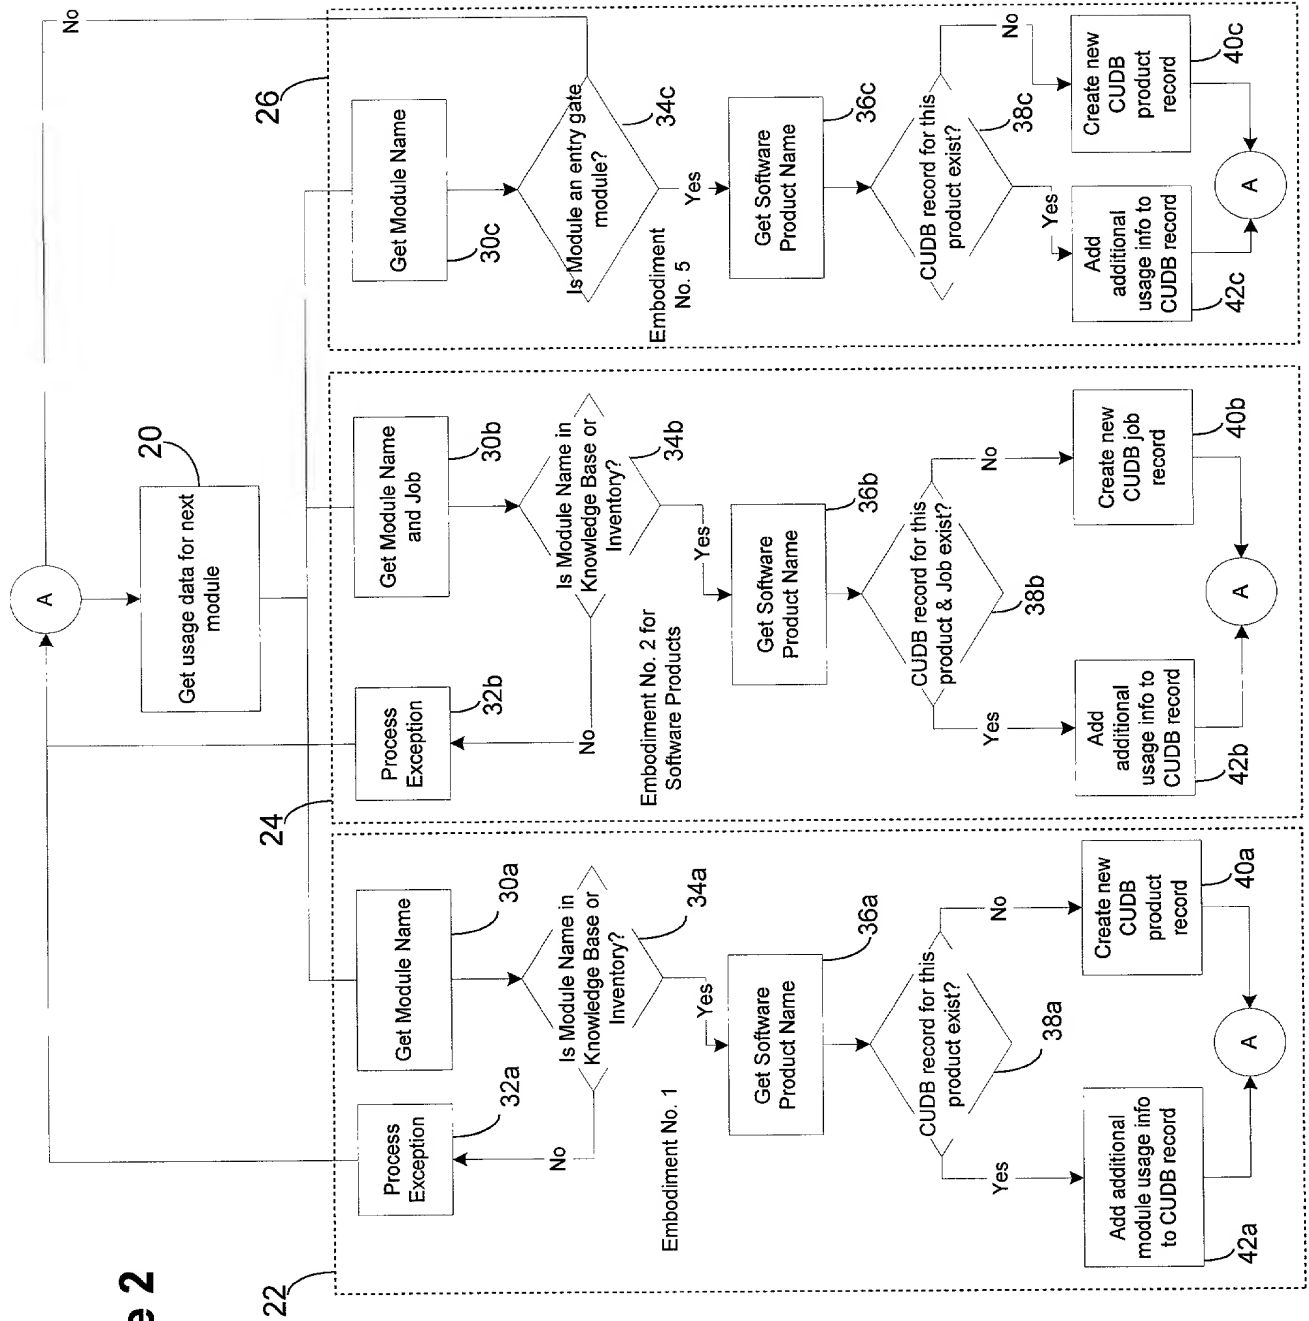 e 2
A
Get usage data for next
module
20
No
22
Get Module Name
30a
Process
Exception
32a
Is Module Name in
Knowledge Base or
Inventory?
34a
No
Yes
Embodiment No. 1
Get Software
Product Name
36a
CUDB record for this
product exist?
38a
Yes
No
Add additional
module usage info
to CUDB record
42a
Create new
CUDB
product
record
40a
A
24
Get Module Name
and Job
30b
Process
Exception
32b
Is Module Name in
Knowledge Base or
Inventory?
34b
No
Yes
Embodiment No. 2 for
Software Products
Get Software
Product Name
36b
CUDB record for this
product & Job exist?
38b
Yes
No
Add
additional
usage info to
CUDB record
42b
Create new
CUDB job
record
40b
A
26
Get Module Name
30c
Is Module an entry gate
module?
34c
Yes
Embodiment
No. 5
Get Software
Product Name
36c
CUDB record for this
product exist?
38c
Yes
No
Add
additional
usage info to
CUDB record
42c
Create new
CUDB
product
record
40c
A